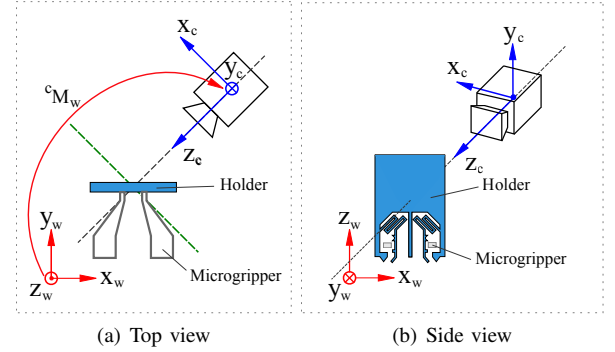 x_c
y_c
^cM_w
z_c
Holder
y_w
Microgripper
x_w
z_w
(a) Top view
y_c
x_c
z_c
Holder
z_w
Microgripper
x_w
y_w
(b) Side view